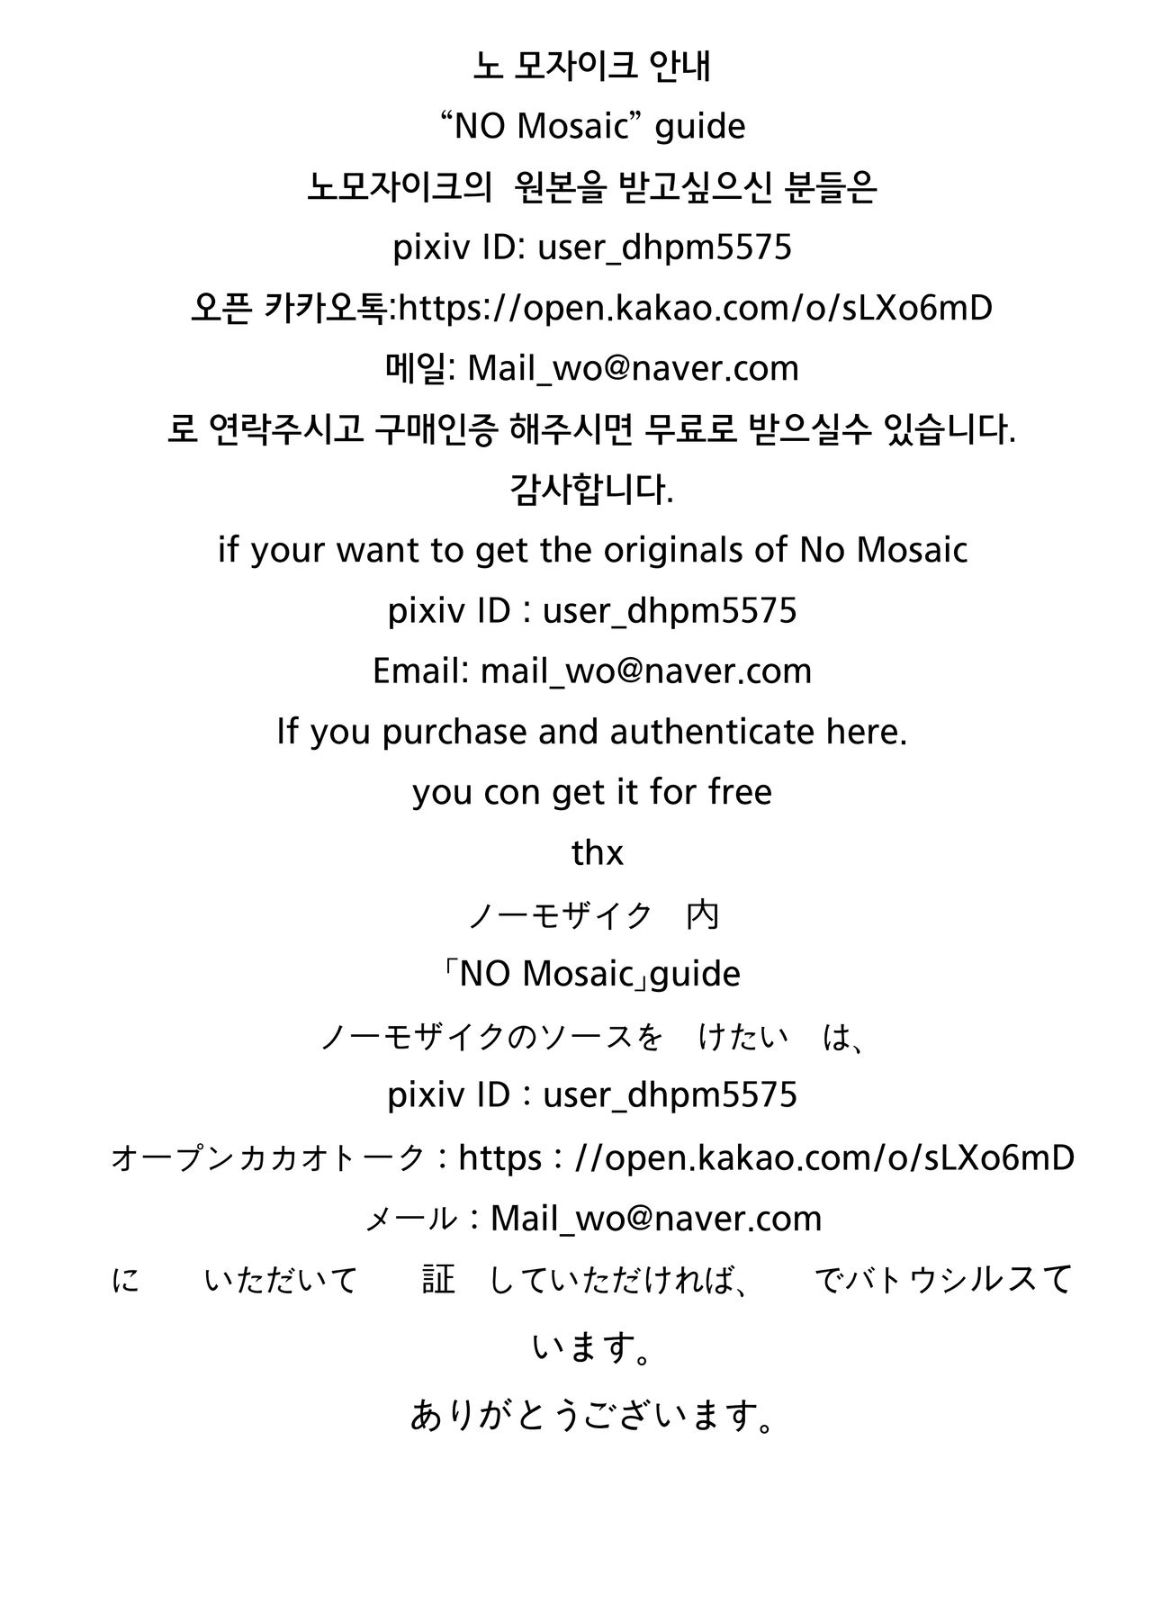 노 모자이크 안내
“NO Mosaic” guide
노모자이크의 원본을 받고싶으신 분들은
pixiv ID: user_dhpm5575
오픈 카카오톡:https://open.kakao.com/o/sLXo6mD
메일: Mail_wo@naver.com
로 연락주시고 구매인증 해주시면 무료로 받으실수 있습니다.
감사합니다.
if your want to get the originals of No Mosaic
pixiv ID : user_dhpm5575
Email: mail_wo@naver.com
If you purchase and authenticate here.
you con get it for free
thx
ノーモザイク 内
「NO Mosaic」guide
ノーモザイクのソースを けたい は、
pixiv ID : user_dhpm5575
オープンカカオトーク : https : //open.kakao.com/o/sLXo6mD
メール : Mail_wo@naver.com
に いただいて 証 していただければ、 でバトウシルスて
います。
ありがとうございます。